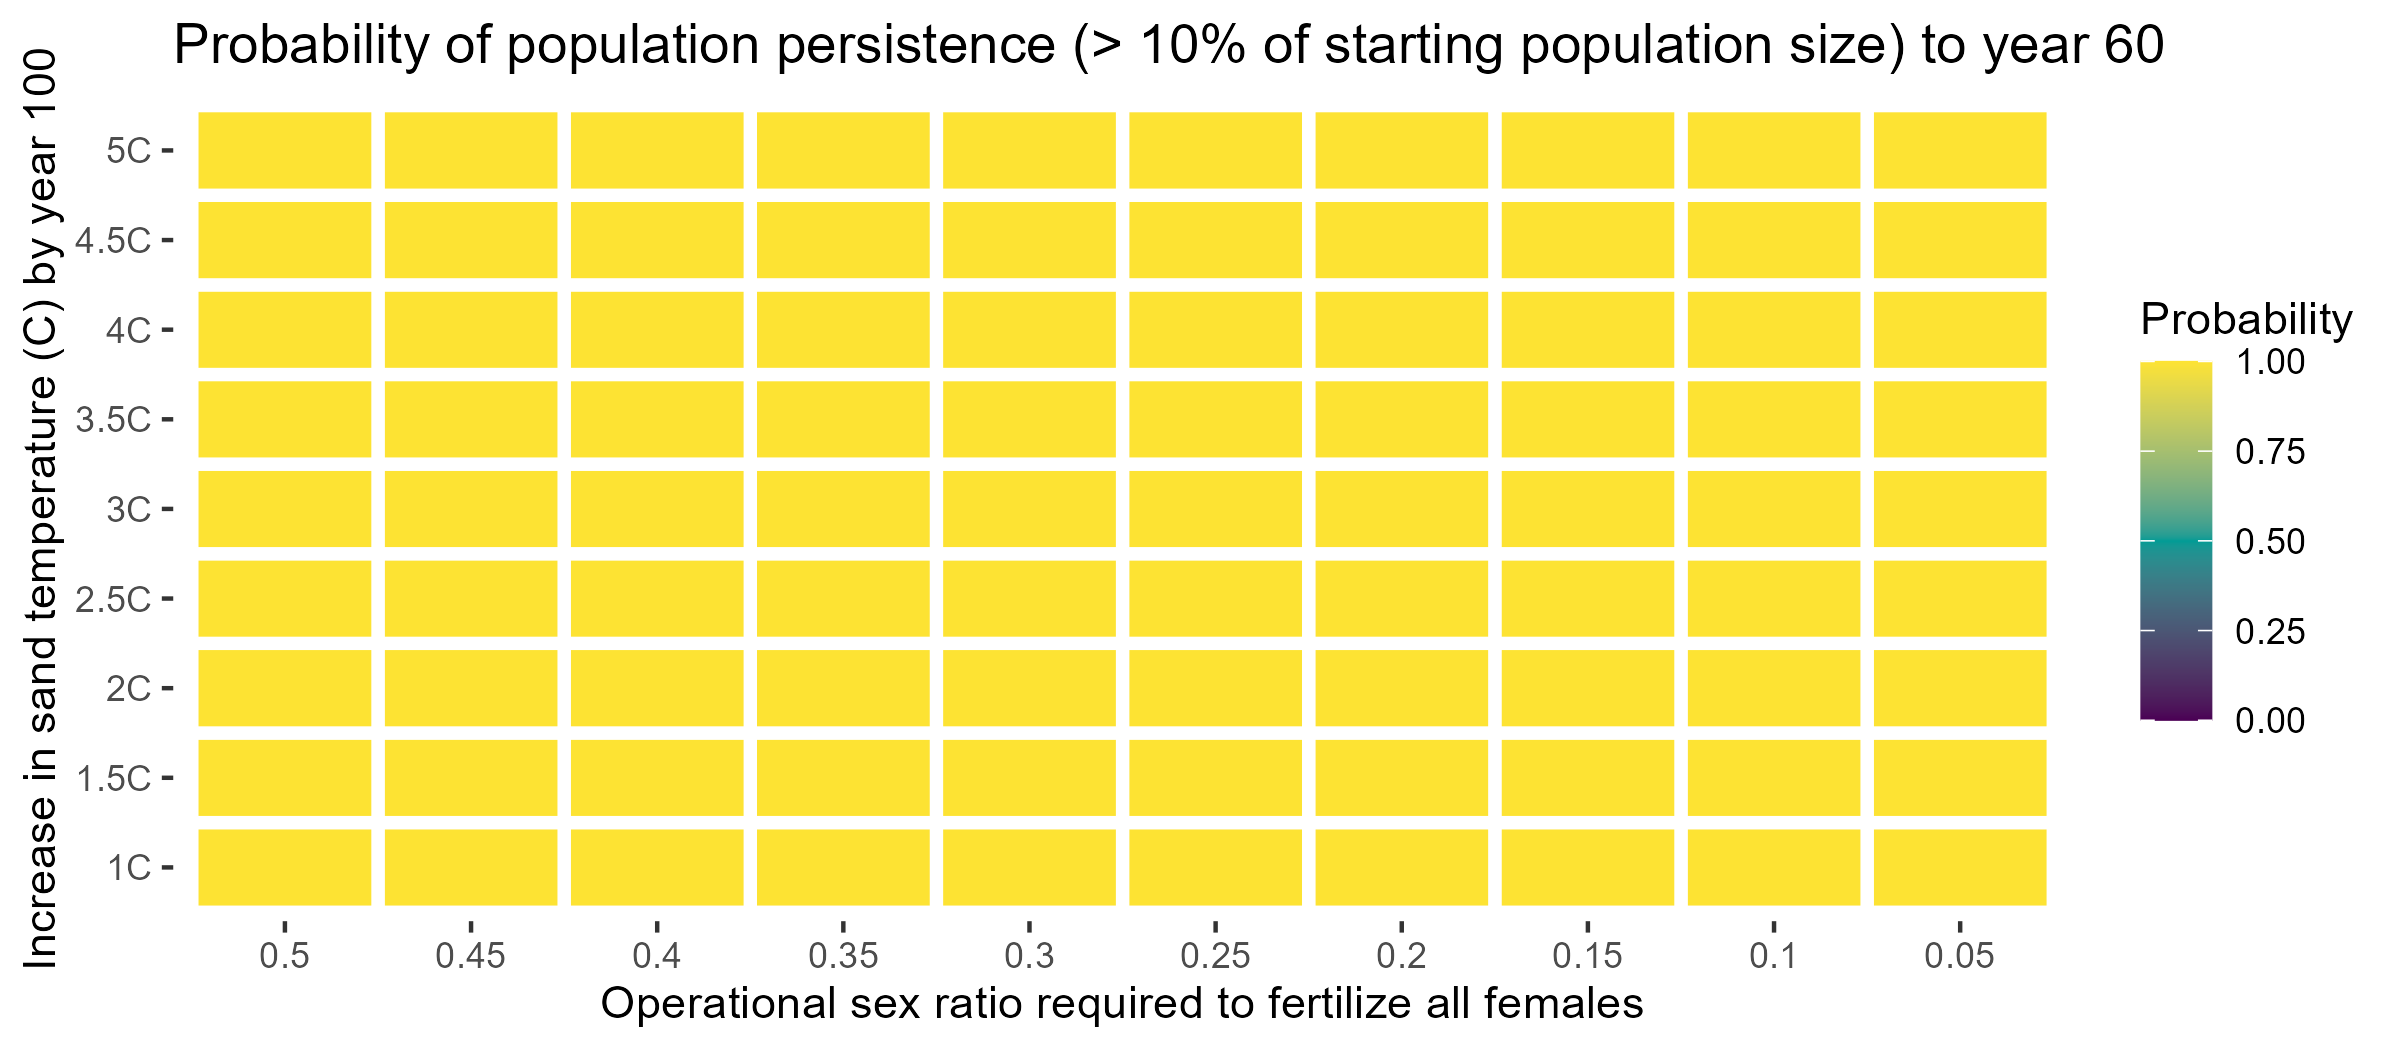 Probability of population persistence (> 10% of starting population size) to year 60
Increase in sand temperature (C) by year 100
5C
4.5C
4C
3.5C
3C
2.5C
2C
1.5C
1C
0.5 0.45 0.4 0.35 0.3 0.25 0.2 0.15 0.1 0.05
Operational sex ratio required to fertilize all females
Probability
1.00
0.75
0.50
0.25
0.00